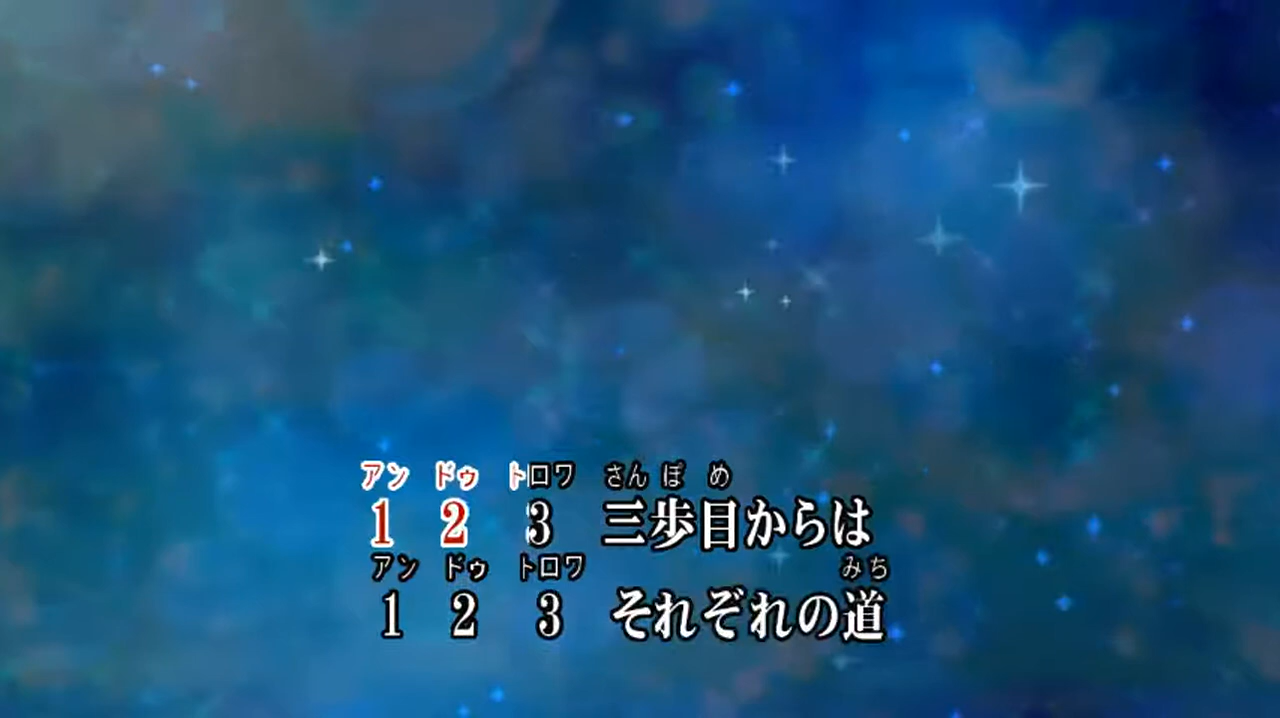 アン ドゥ トロワ さん ぽ め
1 2 3 三歩目からは
アン ドゥ トロワ みち
1 2 3 それぞれの道